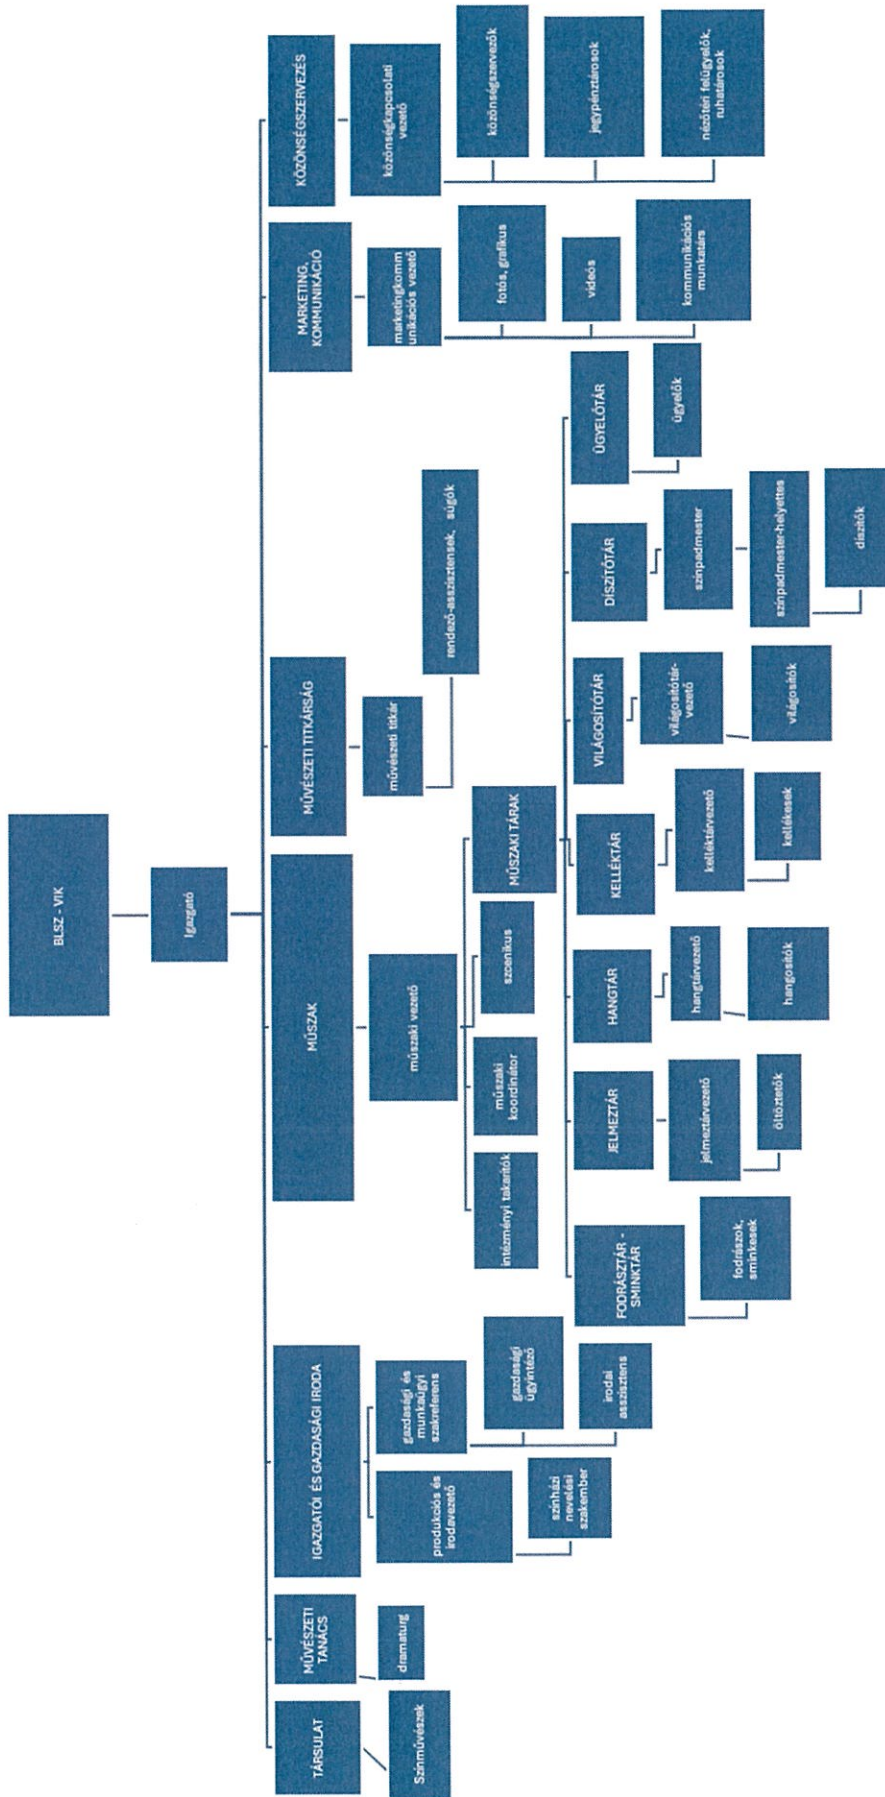 BLSZ - VIK
Igazgató
TÁRSULAT
Színművészek
MŰVÉSZETI
TANÁCS
dramaturg
IGAZGATÓI ÉS GAZDASÁGI IRODA
produkciós és
irodavezető
színházi
nevelési
szakember
gazdasági és
munkaügyi
szakreferens
gazdasági
ügyintéző
irodai
asszisztens
MŰSZAK
műszaki vezető
intézményi takarítók
műszaki
koordinátor
szcenikus
MŰSZAKI TÁRAK
FODRÁSZTÁR -
SMINKTÁR
fodrászok,
sminkesek
JELMEZTÁR
jelmeztárvezető
öltöztetők
HANGTÁR
hangtárvezető
hangosítók
KELLÉKTÁR
kelléktárvezető
kellékesek
VILÁGOSÍTÓTÁR
világosítótár-
vezető
világosítók
DÍSZÍTŐTÁR
színpadmester
színpadmester-helyettes
díszítők
ÜGYELŐTÁR
ügyelők
MŰVÉSZETI TITKÁRSÁG
művészeti titkár
rendező-asszisztensek, súgók
MARKETING,
KOMMUNIKÁCIÓ
marketingkomm
unikációs vezető
fotós, grafikus
videós
kommunikációs
munkatárs
KÖZÖNSÉGSZERVEZÉS
közönségkapcsolati
vezető
közönségszervezők
jegypénztárosok
nézőtéri felügyelők,
ruhatárosok